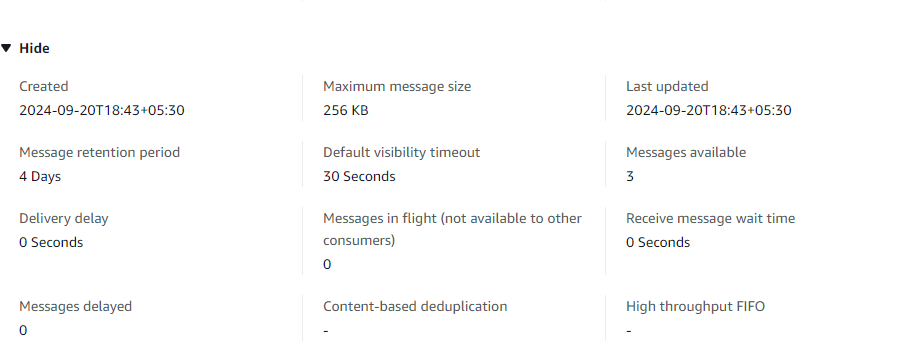 Hide
Created
Maximum message size
Last updated
2024-09-20T18:43+05:30
256 KB
2024-09-20T18:43+05:30
Message retention period
Default visibility timeout
Messages available
4 Days
30 Seconds
3
Delivery delay
Messages in flight (not available to other
consumers)
Receive message wait time
0 Seconds
0
0 Seconds
Messages delayed
Content-based deduplication
High throughput FIFO
0
-
-